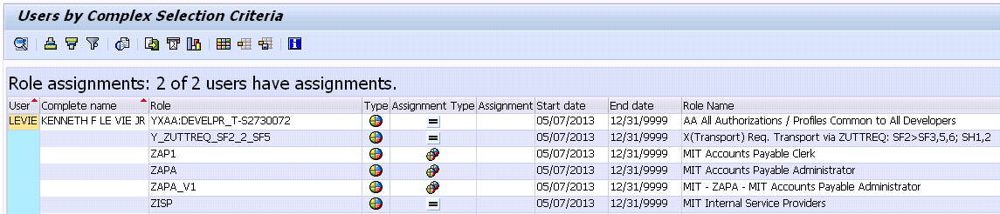 Users by Complex Selection Criteria
Role assignments: 2 of 2 users have assignments.
User Complete name Role Type Assignment Type Assignment Start date End date Role Name
LEVIE KENNETH F LE VIE JR YXAA:DEVELPR_T-S2730072 05/07/2013 12/31/9999 AA All Authorizations / Profiles Common to All Developers
Y_ZUTTREQ_SF2_2_SF5 05/07/2013 12/31/9999 X(Transport) Req. Transport via ZUTTREQ: SF2>SF3,5,6; SH1,2
ZAP1 05/07/2013 12/31/9999 MIT Accounts Payable Clerk
ZAPA 05/07/2013 12/31/9999 MIT Accounts Payable Administrator
ZAPA_V1 05/07/2013 12/31/9999 MIT - ZAPA - MIT Accounts Payable Administrator
ZISP 05/07/2013 12/31/9999 MIT Internal Service Providers